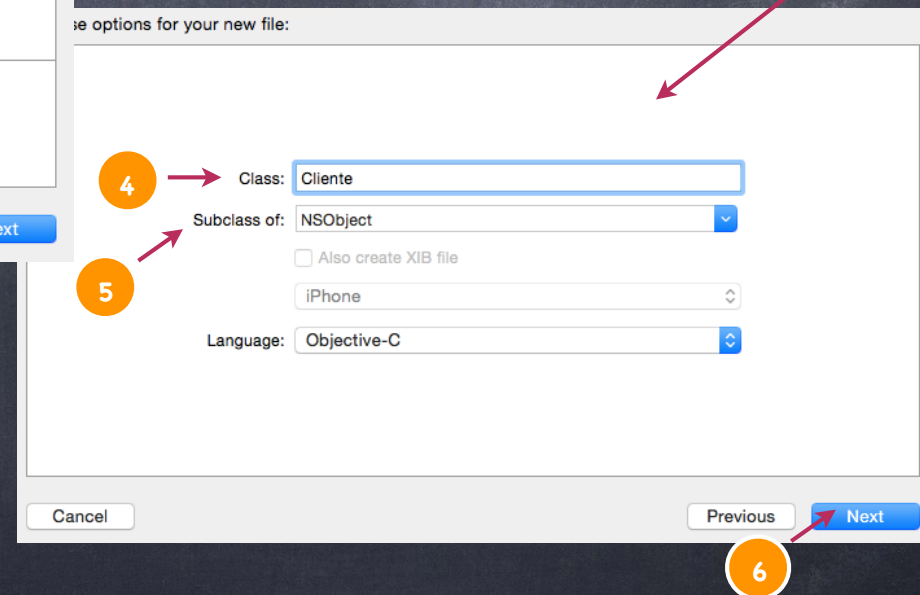 se options for your new file:
4
Class: Cliente
Subclass of: NSObject
ext
Also create XIB file
5
iPhone
Language: Objective-C
Cancel
Previous
Next
6